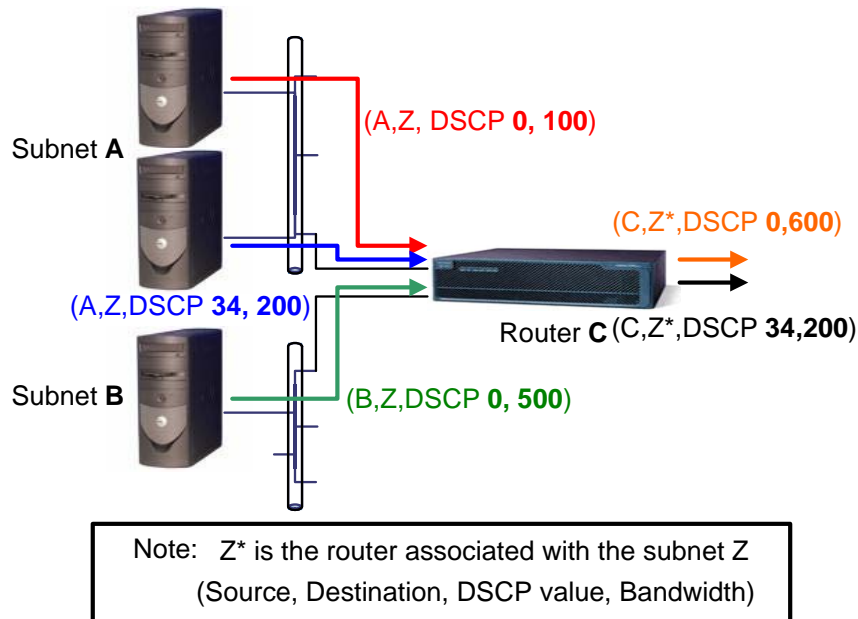 (A,Z, DSCP 0, 100)
Subnet A
(C,Z*,DSCP 0,600)
(A,Z,DSCP 34, 200)
Router C (C,Z*,DSCP 34,200)
Subnet B
(B,Z,DSCP 0, 500)
Note: Z* is the router associated with the subnet Z
(Source, Destination, DSCP value, Bandwidth)